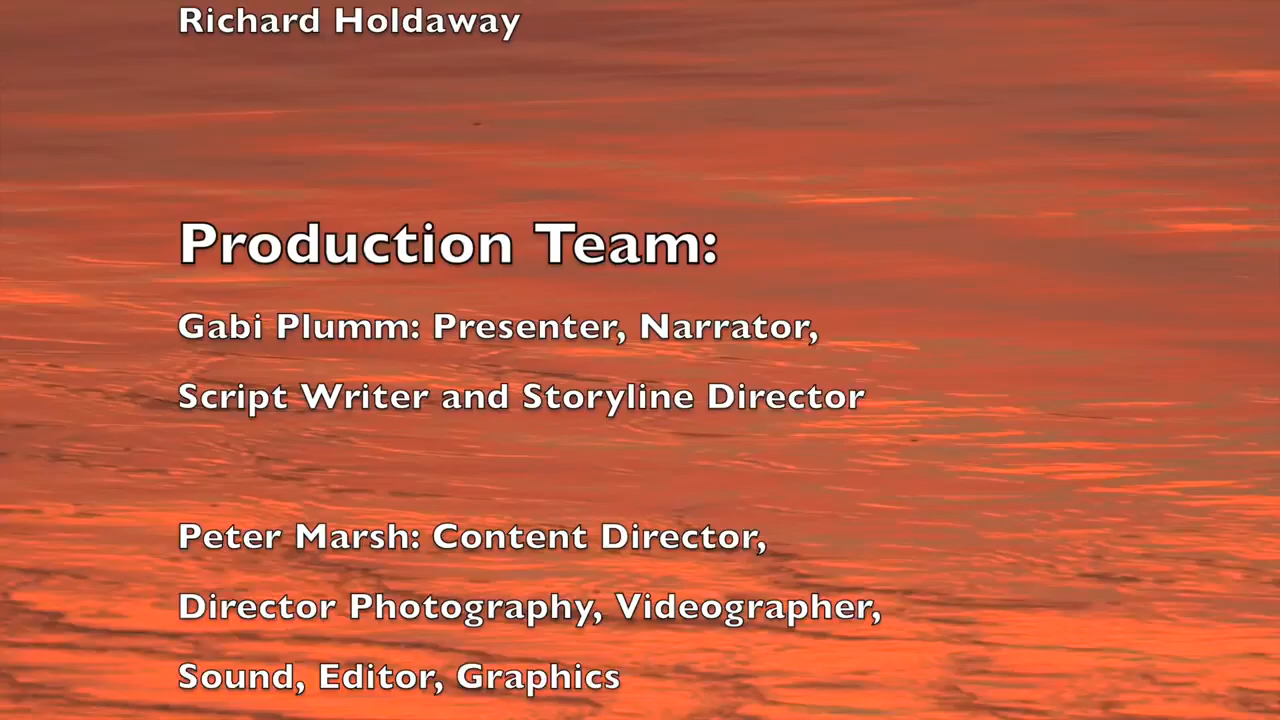 Richard Holdaway
Production Team:
Gabi Plumm: Presenter, Narrator,
Script Writer and Storyline Director
Peter Marsh: Content Director,
Director Photography, Videographer,
Sound, Editor, Graphics